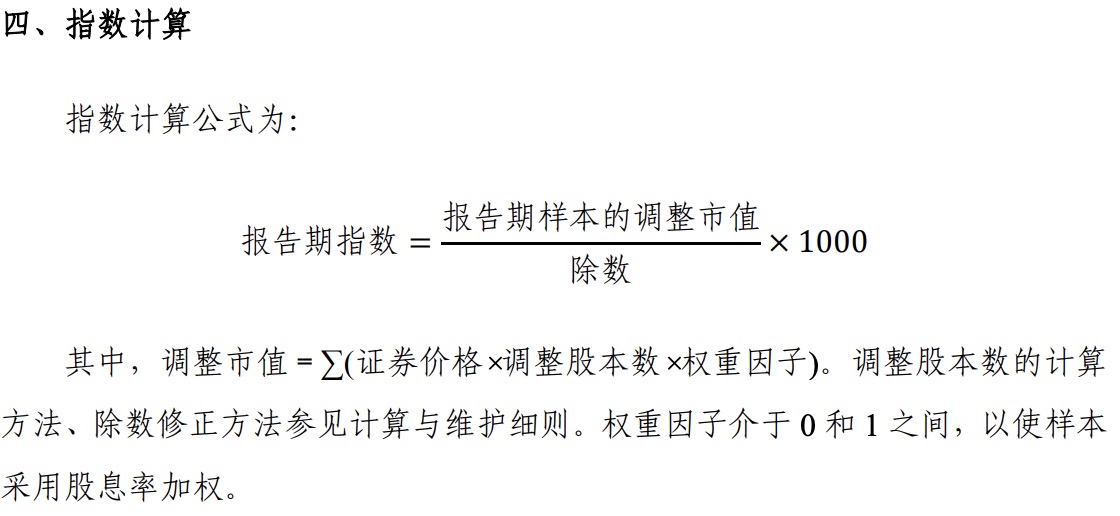 四、指数计算
指数计算公式为：
报告期指数 = 报告期样本的调整市值 / 除数 × 1000
其中，调整市值 = ∑(证券价格×调整股本数×权重因子)。调整股本数的计算
方法、除数修正方法参见计算与维护细则。权重因子介于 0 和 1 之间，以使样本
采用股息率加权。